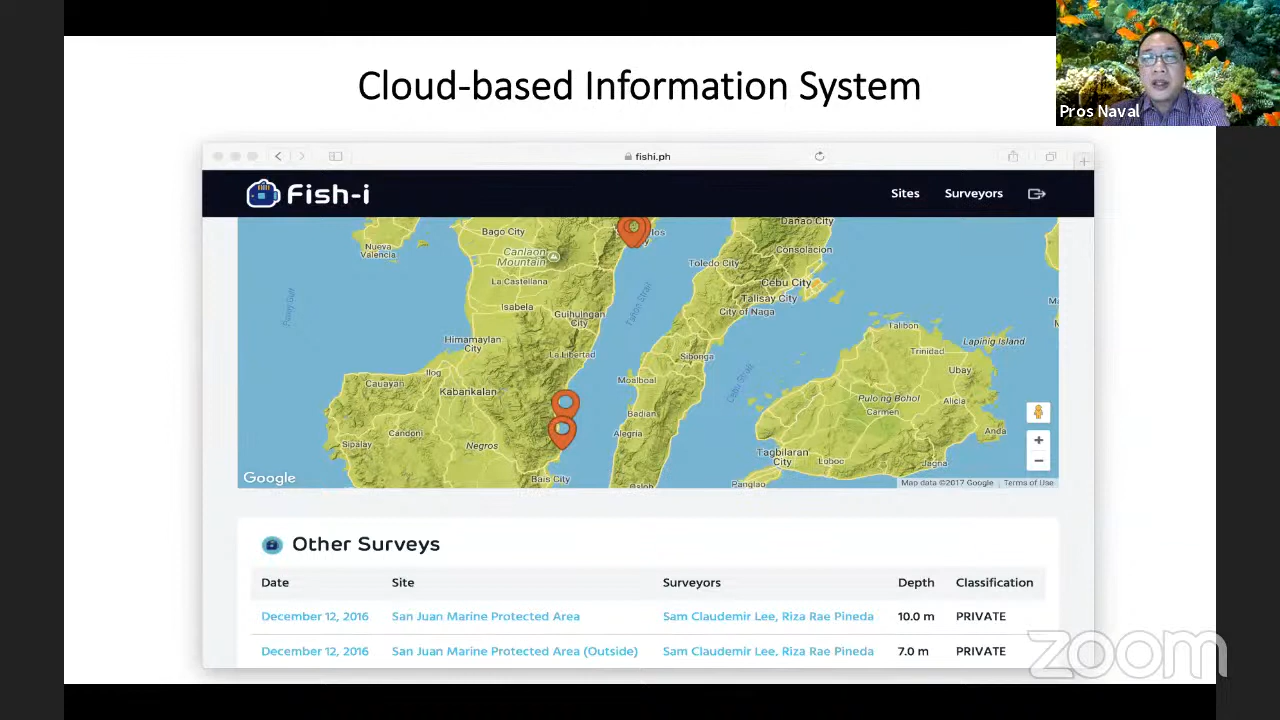 Cloud-based Information System
Pros Naval
fishi.ph
Fish-i
Sites Surveyors
Nueva Valencia
Bago City
Canlaon Mountain
La Castellana
Isabela
Guihulngan City
Himamaylan City
La Libertad
Ilog
Cauayan
Kabankalan
Candoni
Sipalay
Negros
Bais City
Danao City
Consolacion
Toledo City
Cebu City
Talisay City
City of Naga
Sibonga
Moalboal
Badian
Alegria
Talibon
Lapinig Island
Trinidad
Ubay
Pulo ng Bohol
Alicia
Carmen
Anda
Tagbilaran City
Loboc
Jagna
Panglao
Google
Map data ©2017 Google Terms of Use
Other Surveys
Date Site Surveyors Depth Classification
December 12, 2016 San Juan Marine Protected Area Sam Claudemir Lee, Riza Rae Pineda 10.0 m PRIVATE
December 12, 2016 San Juan Marine Protected Area (Outside) Sam Claudemir Lee, Riza Rae Pineda 7.0 m PRIVATE
zoom